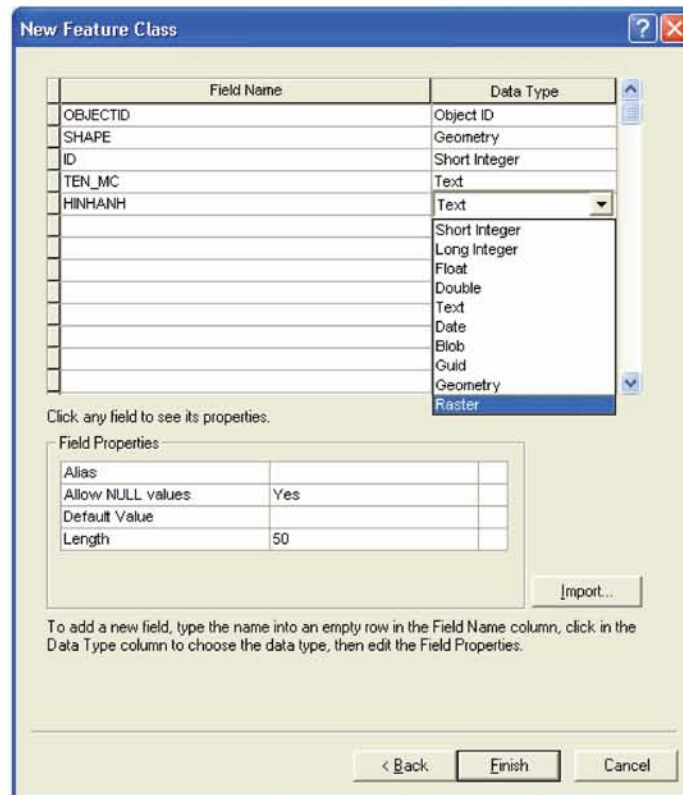 New Feature Class
Field Name Data Type
OBJECTID Object ID
SHAPE Geometry
ID Short Integer
TEN_MC Text
HINHANH Text
Short Integer
Long Integer
Float
Double
Text
Date
Blob
Guid
Geometry
Raster
Click any field to see its properties.
Field Properties
Alias
Allow NULL values Yes
Default Value
Length 50
Import...
To add a new field, type the name into an empty row in the Field Name column, click in the
Data Type column to choose the data type, then edit the Field Properties.
< Back Finish Cancel